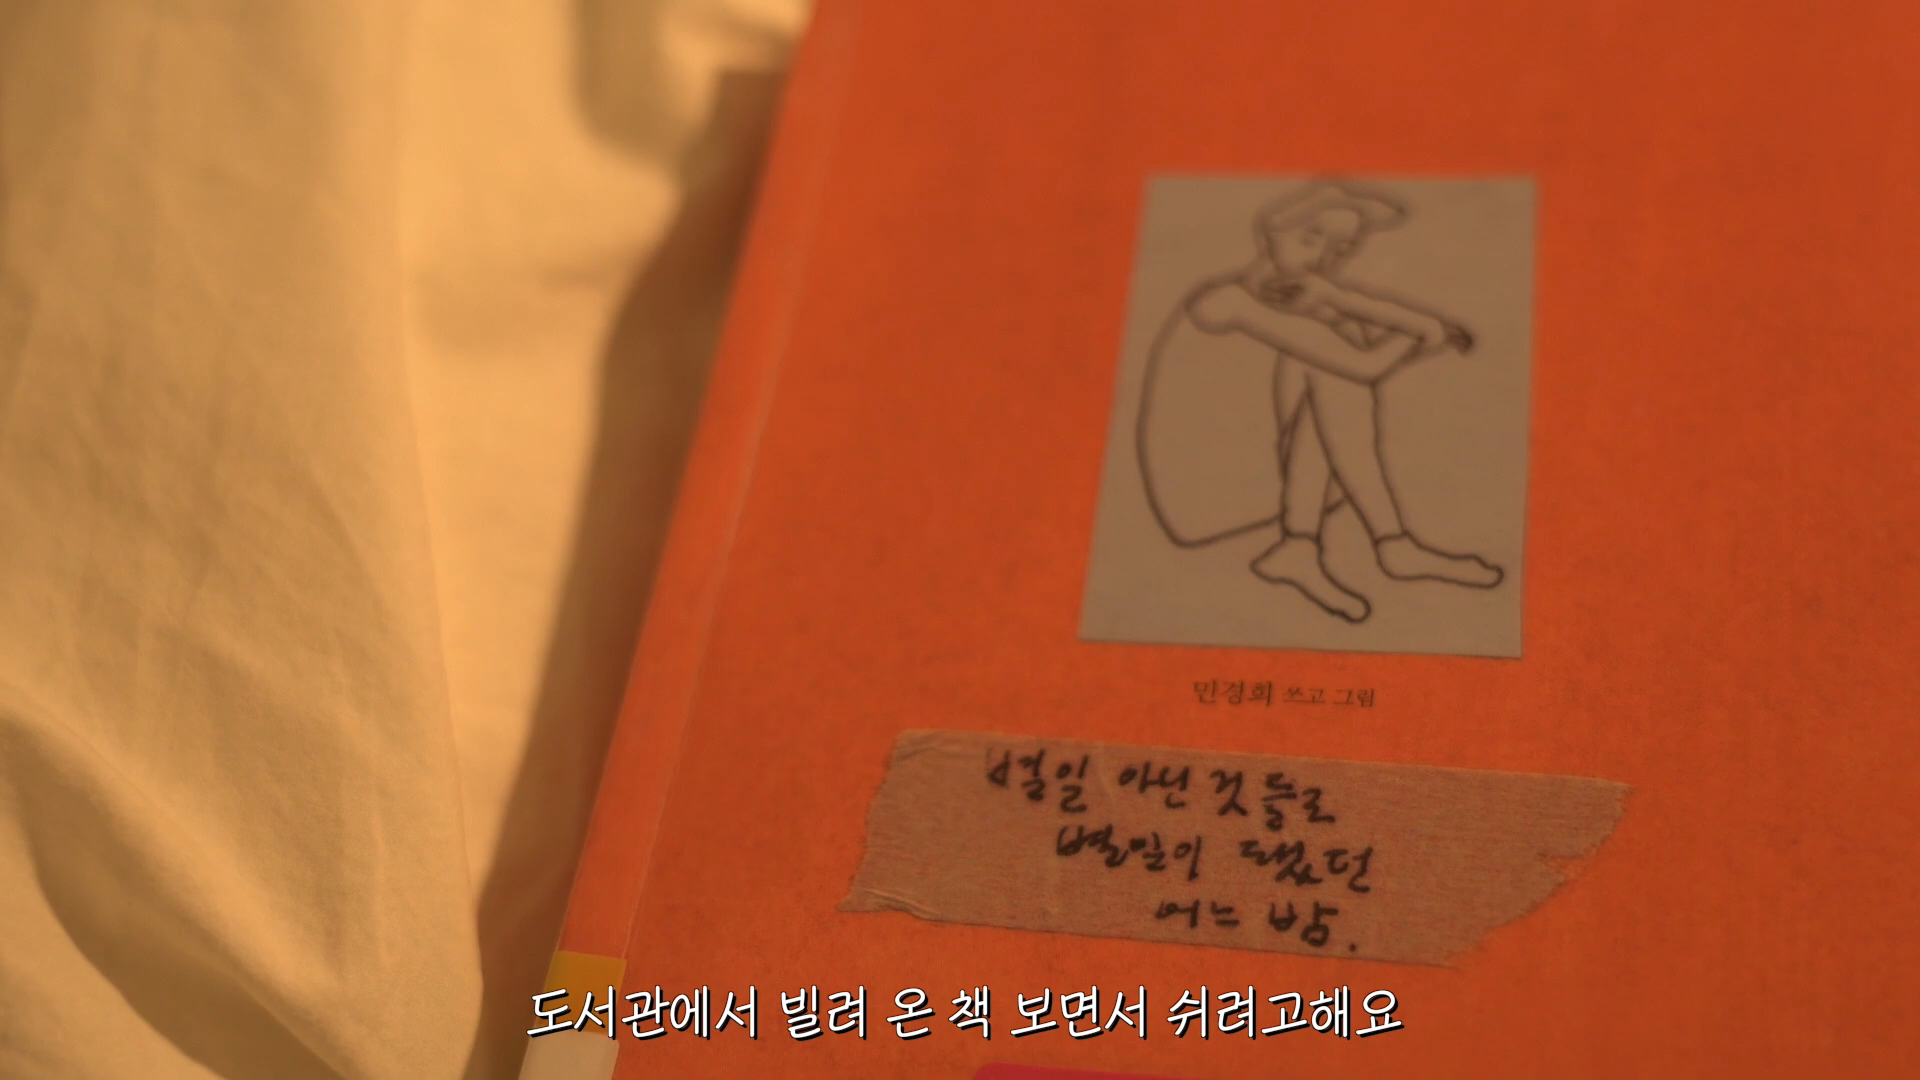 민경희 쓰고 그림
별일 아닌 것들로
별일이 됐던
어느 밤.
도서관에서 빌려 온 책 보면서 쉬려고해요